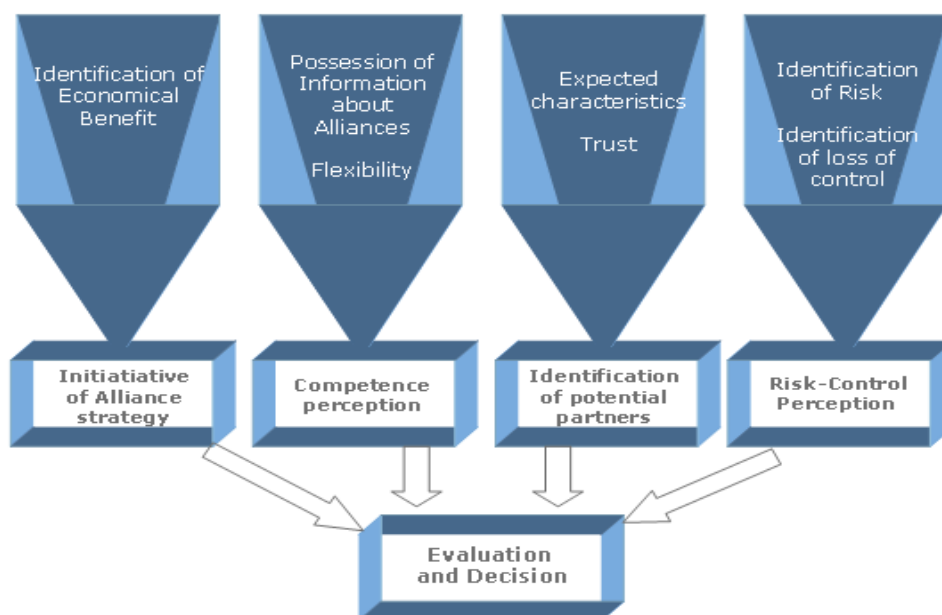 Identification of
Economical
Benefit
Possession of
Information
about
Alliances
Flexibility
Expected
characteristics
Trust
Identification
of Risk
Identification
of loss of
control
Initiatiative
of Alliance
strategy
Competence
perception
Identification
of potential
partners
Risk-Control
Perception
Evaluation
and Decision